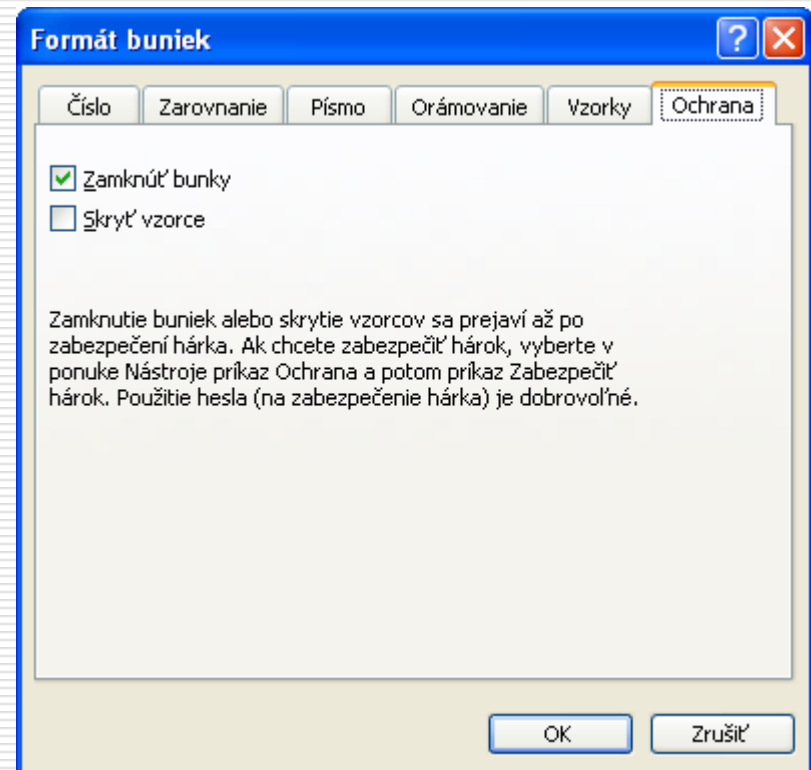 Formát buniek
Číslo Zarovnanie Písmo Orámovanie Vzorky Ochrana
Zamknúť bunky
Skryť vzorce
Zamknutie buniek alebo skrytie vzorcov sa prejaví až po
zabezpečení hárka. Ak chcete zabezpečiť hárok, vyberte v
ponuke Nástroje príkaz Ochrana a potom príkaz Zabezpečiť
hárok. Použitie hesla (na zabezpečenie hárka) je dobrovoľné.
OK Zrušiť